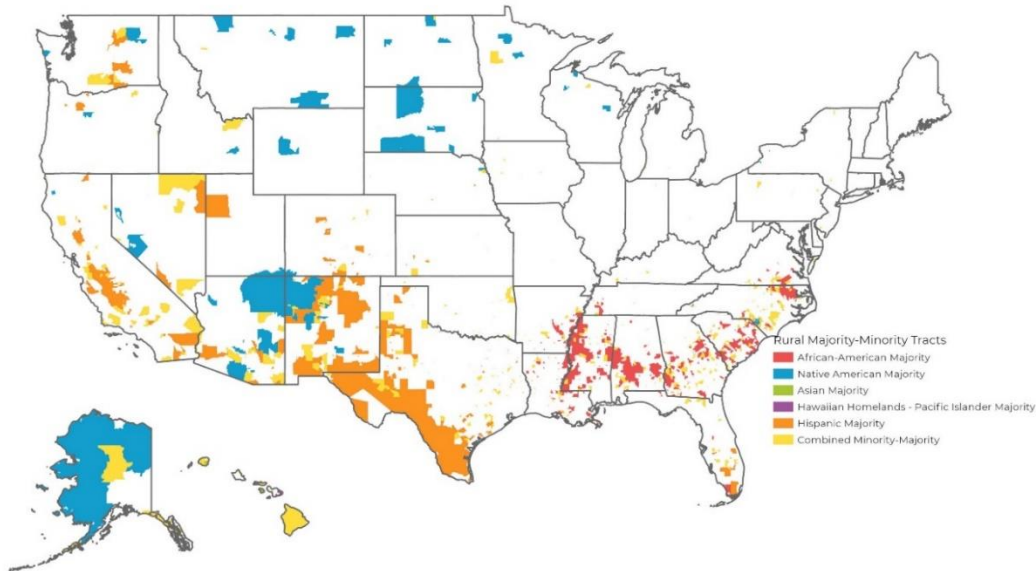 Rural Majority-Minority Tracts
African-American Majority
Native American Majority
Asian Majority
Hawaiian Homelands - Pacific Islander Majority
Hispanic Majority
Combined Minority-Majority